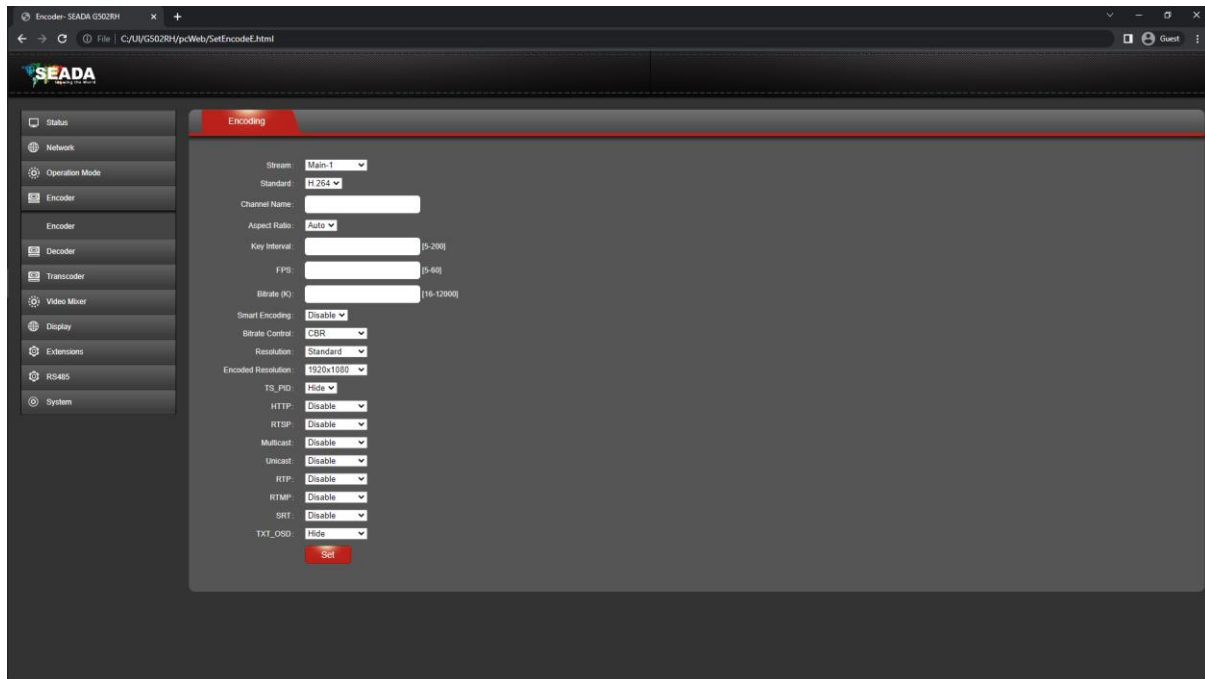 Encoder- SEADA G502RH
File | C:/UI/G502RH/pcWeb/SetEncodeE.html
Guest
SEADA
Status
Network
Operation Mode
Encoder
Encoder
Decoder
Transcoder
Video Mixer
Display
Extensions
RS485
System
Encoding
Stream: Main-1
Standard: H.264
Channel Name:
Aspect Ratio: Auto
Key Interval: [5-200]
FPS: [5-60]
Bitrate (K): [16-12000]
Smart Encoding: Disable
Bitrate Control: CBR
Resolution: Standard
Encoded Resolution: 1920x1080
TS_PID: Hide
HTTP: Disable
RTSP: Disable
Multicast: Disable
Unicast: Disable
RTP: Disable
RTMP: Disable
SRT: Disable
TXT_OSD: Hide
Set